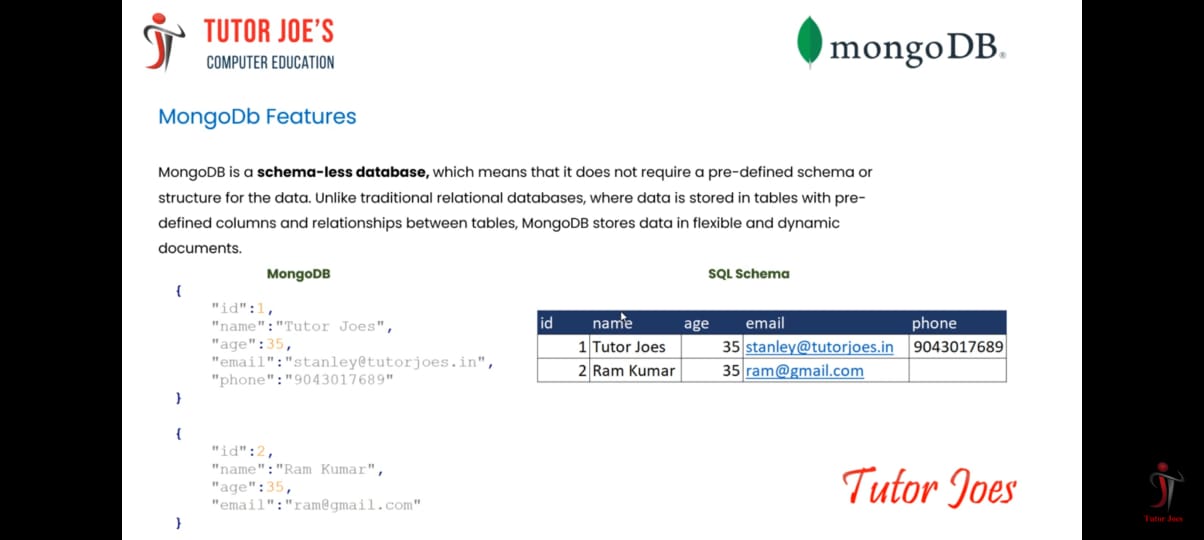 TUTOR JOE'S
COMPUTER EDUCATION
mongoDB®
MongoDb Features
MongoDB is a schema-less database, which means that it does not require a pre-defined schema or
structure for the data. Unlike traditional relational databases, where data is stored in tables with pre-
defined columns and relationships between tables, MongoDB stores data in flexible and dynamic
documents.
MongoDB
{
"id":1,
"name":"Tutor Joes",
"age":35,
"email":"stanley@tutorjoes.in",
"phone":"9043017689"
}
{
"id":2,
"name":"Ram Kumar",
"age":35,
"email":"ram@gmail.com"
}
SQL Schema
id name age email phone
1 Tutor Joes 35 stanley@tutorjoes.in 9043017689
2 Ram Kumar 35 ram@gmail.com
Tutor Joes
Tutor Joes